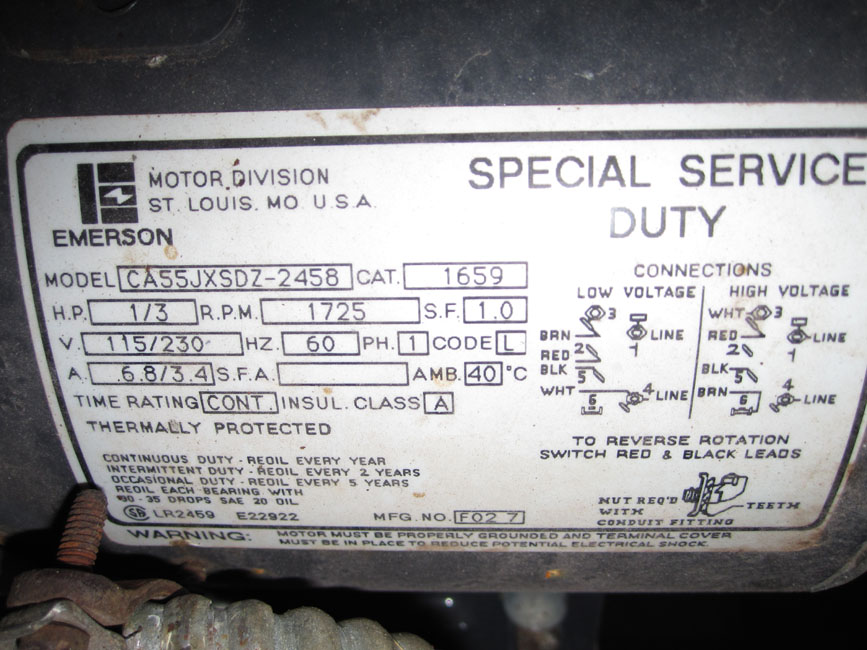 MOTOR DIVISION
ST. LOUIS. MO. U.S.A.
EMERSON
SPECIAL SERVICE
DUTY
MODEL CA55JXSDZ-2458 CAT. 1659
H.P. 1/3 R.P.M. 1725 S.F. 1.0
V. 115/230 HZ. 60 PH. 1 CODE L
A. 6.8/3.4 S.F.A. AMB. 40 °C
TIME RATING CONT. INSUL. CLASS A
THERMALLY PROTECTED
CONTINUOUS DUTY - REOIL EVERY YEAR
INTERMITTENT DUTY - REOIL EVERY 2 YEARS
OCCASIONAL DUTY - REOIL EVERY 5 YEARS
REOIL EACH BEARING WITH
30 - 35 DROPS SAE 20 OIL
LR2459 E22922 MFG. NO. F02 7
CONNECTIONS
LOW VOLTAGE
3
BRN LINE
RED 2 1
BLK 5
WHT 6 4 LINE
HIGH VOLTAGE
WHT 3
RED LINE
2 1
BLK 5
BRN 6 4 LINE
TO REVERSE ROTATION
SWITCH RED & BLACK LEADS
NUT REQ'D
WITH TEETH
CONDUIT FITTING
WARNING: MOTOR MUST BE PROPERLY GROUNDED AND TERMINAL COVER
MUST BE IN PLACE TO REDUCE POTENTIAL ELECTRICAL SHOCK.